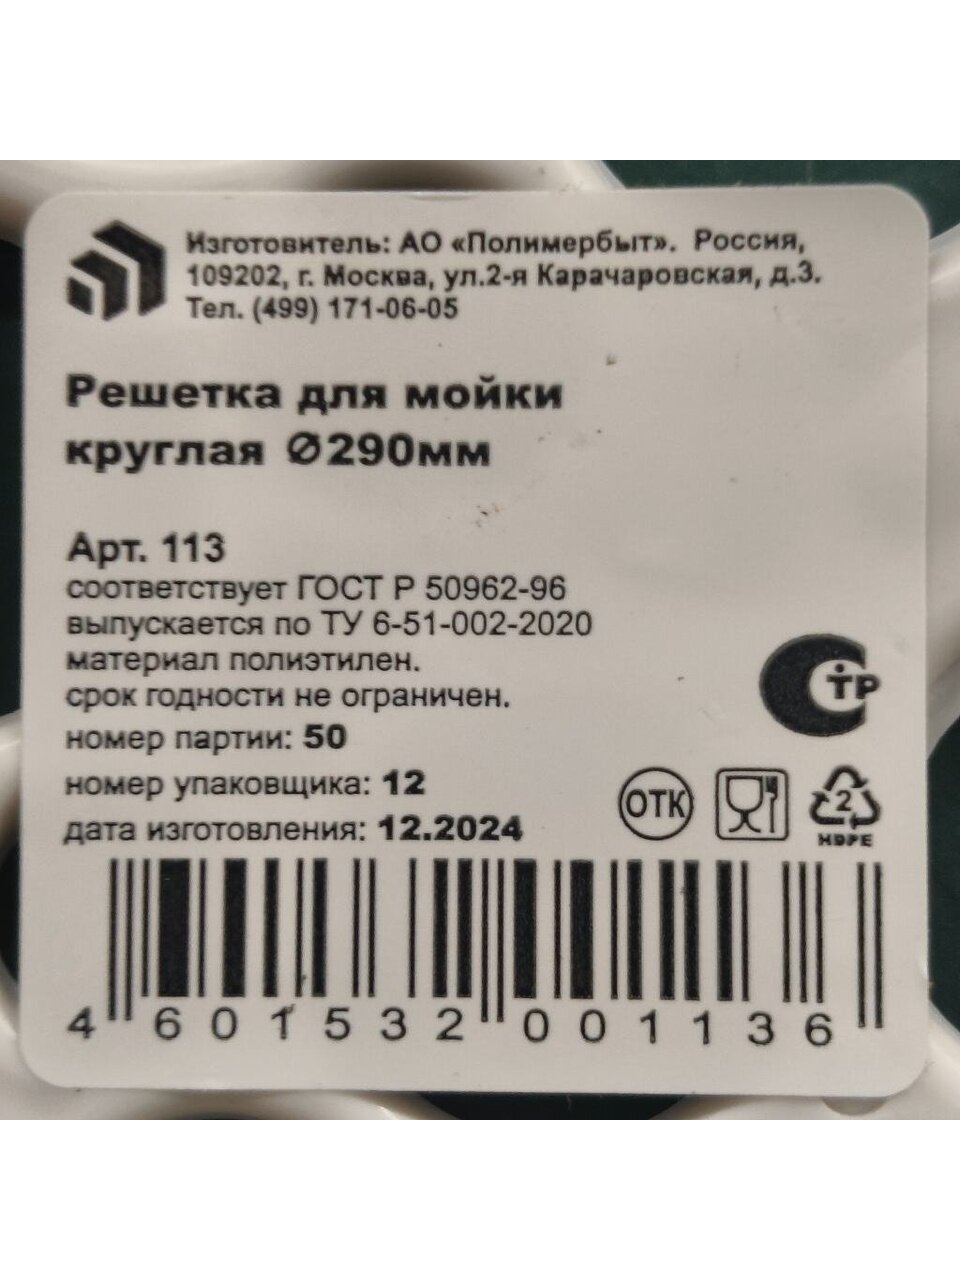 Изготовитель: АО «Полимербыт». Россия,
109202, г. Москва, ул.2-я Карачаровская, д.3.
Тел. (499) 171-06-05
Решетка для мойки
круглая Ø290мм
Арт. 113
соответствует ГОСТ Р 50962-96
выпускается по ТУ 6-51-002-2020
материал полиэтилен.
срок годности не ограничен.
номер партии: 50
номер упаковщика: 12
дата изготовления: 12.2024
СТР
ОТК
2
HDPE
4 601532 001136